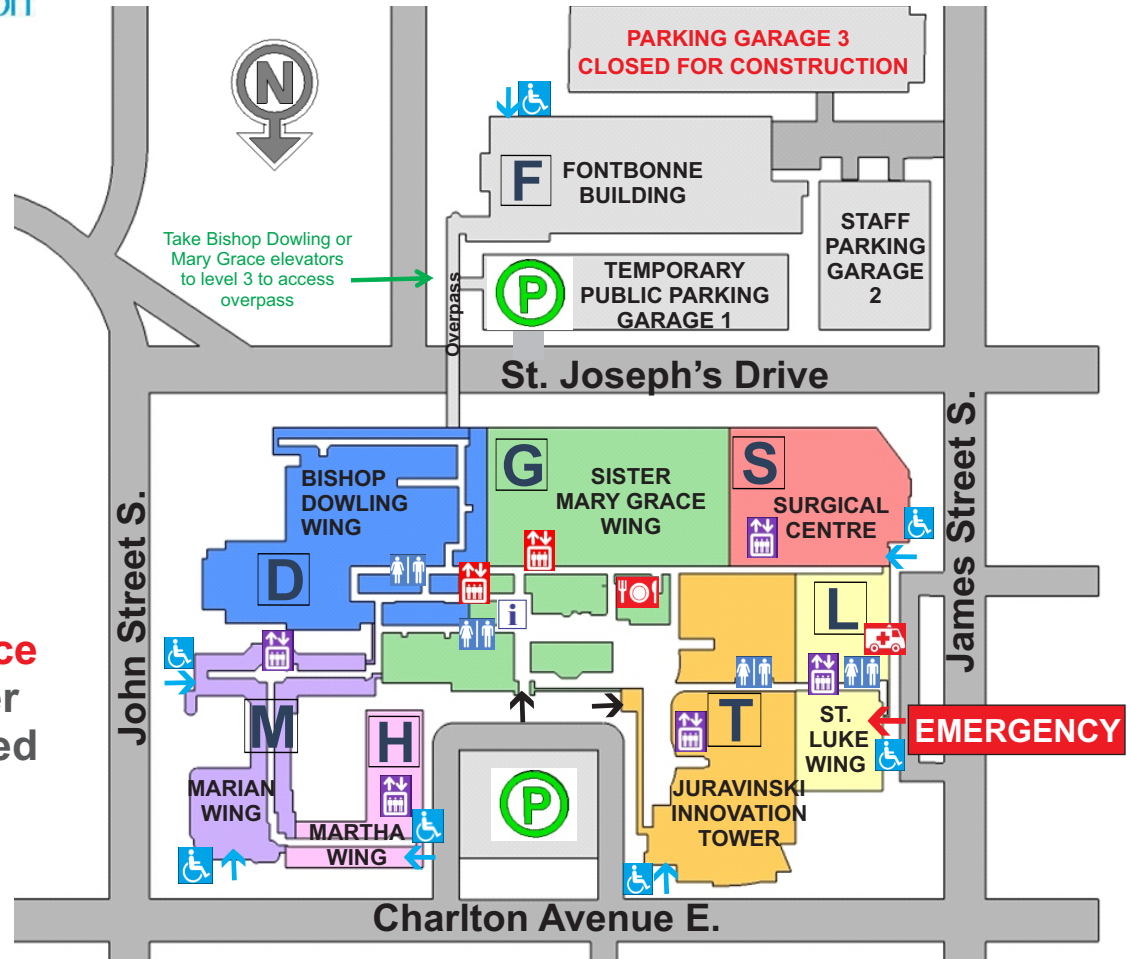 N
PARKING GARAGE 3
CLOSED FOR CONSTRUCTION
F
FONTBONNE
BUILDING
STAFF
PARKING
GARAGE
2
Take Bishop Dowling or
Mary Grace elevators
to level 3 to access
overpass
Overpass
P
TEMPORARY
PUBLIC PARKING
GARAGE 1
St. Joseph's Drive
John Street S.
James Street S.
BISHOP
DOWLING
WING
D
G
SISTER
MARY GRACE
WING
S
SURGICAL
CENTRE
i
L
ST.
LUKE
WING
EMERGENCY
M
MARIAN
WING
H
MARTHA
WING
P
T
JURAVINSKI
INNOVATION
TOWER
Charlton Avenue E.